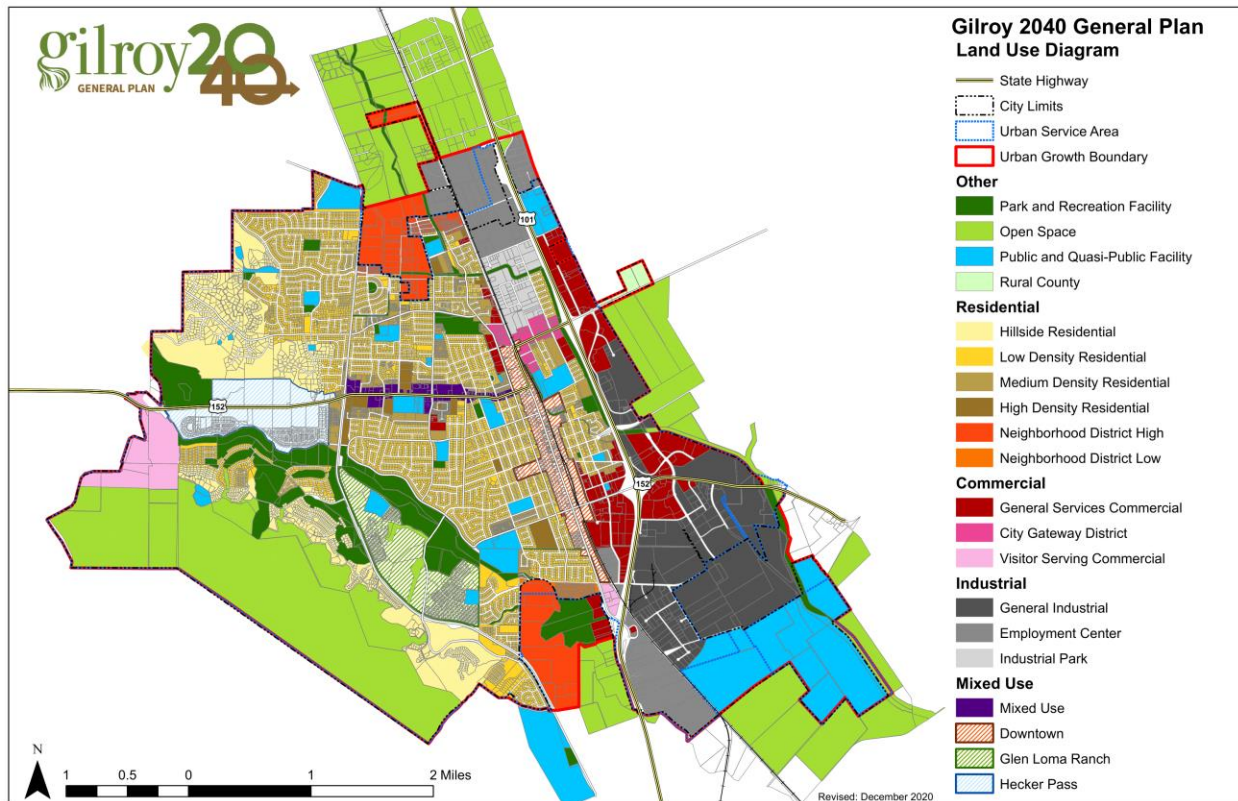 gilroy 2040
GENERAL PLAN
Gilroy 2040 General Plan
Land Use Diagram
State Highway
City Limits
Urban Service Area
Urban Growth Boundary
Other
Park and Recreation Facility
Open Space
Public and Quasi-Public Facility
Rural County
Residential
Hillside Residential
Low Density Residential
Medium Density Residential
High Density Residential
Neighborhood District High
Neighborhood District Low
Commercial
General Services Commercial
City Gateway District
Visitor Serving Commercial
Industrial
General Industrial
Employment Center
Industrial Park
Mixed Use
Mixed Use
Downtown
Glen Loma Ranch
Hecker Pass
101
152
152
N
1 0.5 0 1 2 Miles
Revised: December 2020